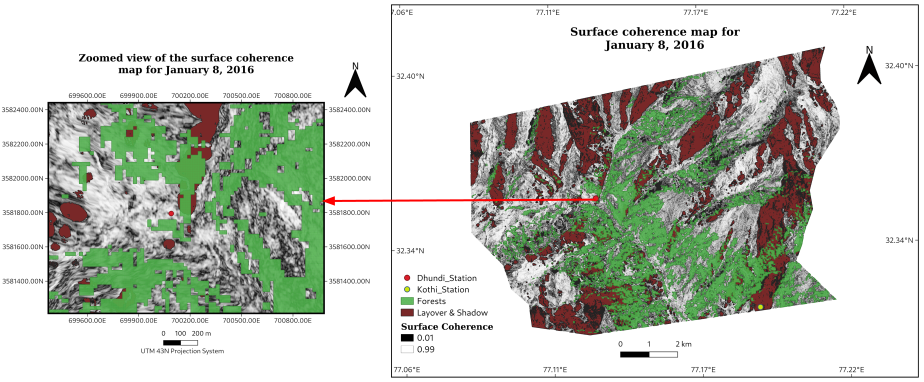 Zoomed view of the surface coherence
map for January 8, 2016
N
699600.00E 699900.00E 700200.00E 700500.00E 700800.00E
3582400.00N 3582400.00N
3582200.00N 3582200.00N
3582000.00N 3582000.00N
3581800.00N 3581800.00N
3581600.00N 3581600.00N
3581400.00N 3581400.00N
699600.00E 699900.00E 700200.00E 700500.00E 700800.00E
0 100 200 m
UTM 43N Projection System
77.06°E 77.11°E 77.17°E 77.22°E
Surface coherence map for
January 8, 2016
N
32.40°N 32.40°N
32.34°N 32.34°N
Dhundi_Station
Kothi_Station
Forests
Layover & Shadow
Surface Coherence
0.01
0.99
0 1 2 km
77.06°E 77.11°E 77.17°E 77.22°E